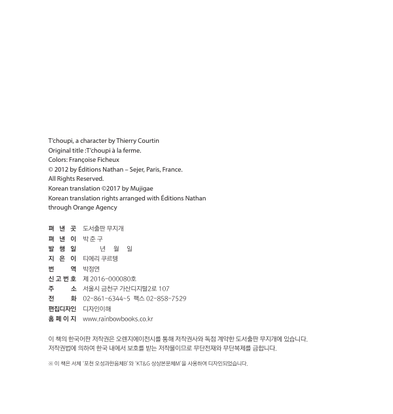 T'choupi, a character by Thierry Courtin
Original title :T'choupi à la ferme.
Colors: Françoise Ficheux
© 2012 by Éditions Nathan – Sejer, Paris, France.
All Rights Reserved.
Korean translation ©2017 by Mujigae
Korean translation rights arranged with Éditions Nathan
through Orange Agency
펴 낸 곳 도서출판 무지개
펴 낸 이 박 준 구
발 행 일 년 월 일
지 은 이 티에리 쿠르탱
번 역 박정연
신 고 번 호 제 2016-000080호
주 소 서울시 금천구 가산디지털2로 107
전 화 02-861-6344~5 팩스 02-858-7529
편집디자인 디자인이해
홈 페 이 지 www.rainbowbooks.co.kr
이 책의 한국어판 저작권은 오렌지에이전시를 통해 저작권사와 독점 계약한 도서출판 무지개에 있습니다.
저작권법에 의하여 한국 내에서 보호를 받는 저작물이므로 무단전재와 무단복제를 금합니다.
※ 이 책은 서체 '포천 오성과한음체B'와 'KT&G 상상본문체M'을 사용하여 디자인되었습니다.